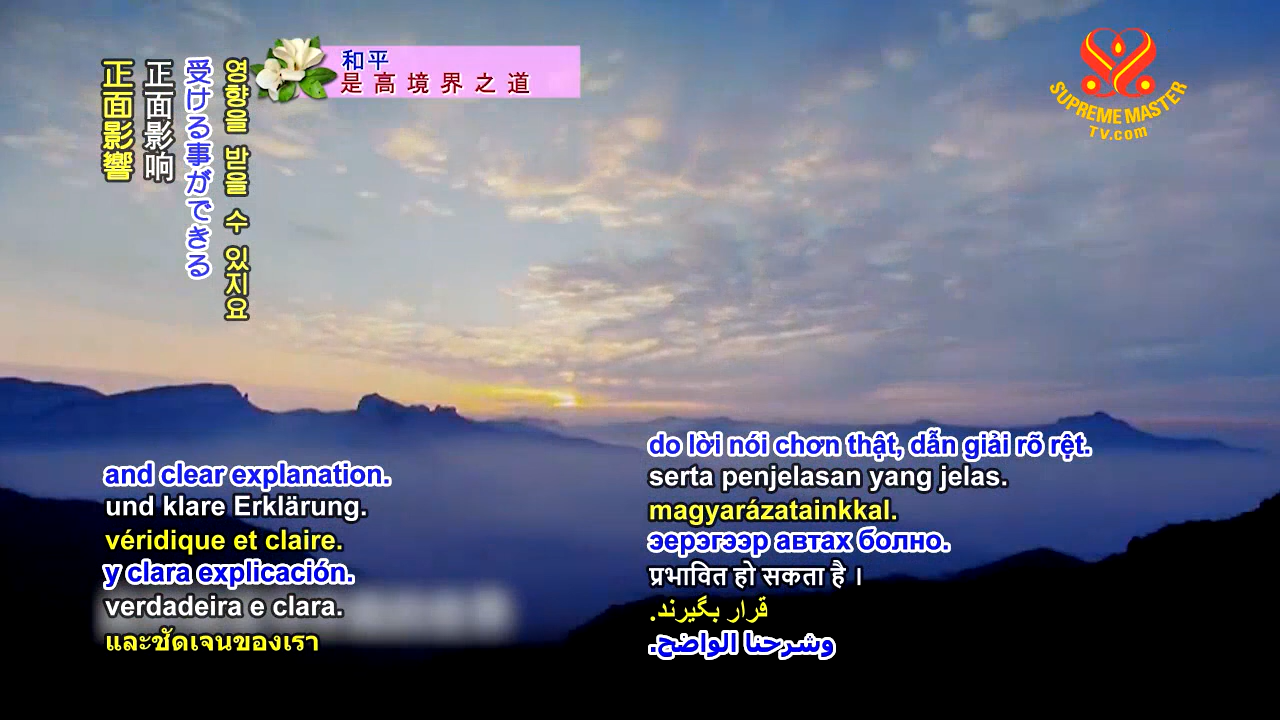 正面影響
正面影响
受ける事ができる
영향을 받을 수 있지요
和平
是高境界之道
SUPREME MASTER
TV.com
and clear explanation.
und klare Erklärung.
véridique et claire.
y clara explicación.
verdadeira e clara.
และชัดเจนของเรา
do lời nói chơn thật, dẫn giải rõ rệt.
serta penjelasan yang jelas.
magyarázatainkkal.
эерэгээр автах болно.
प्रभावित हो सकता है ।
قرار بگیرند.
وشرحنا الواضح.